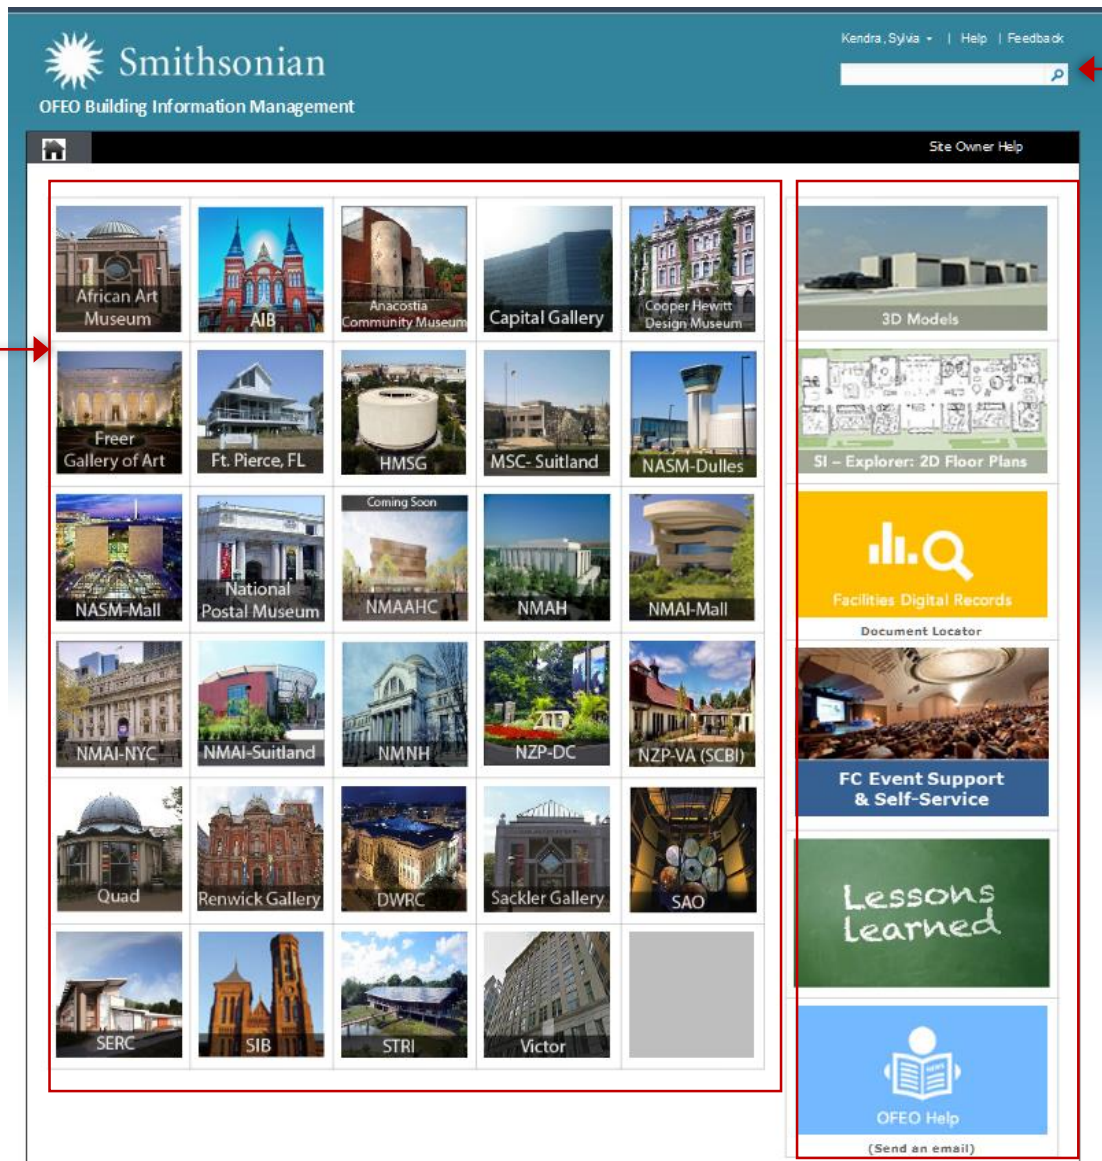 Kendra, Sylvia | Help | Feedback
Smithsonian
OFEO Building Information Management
Site Owner Help
African Art
Museum
AIB
Anacostia
Community Museum
Capital Gallery
Cooper Hewitt
Design Museum
3D Models
Freer
Gallery of Art
Ft. Pierce, FL
HMSG
MSC- Suitland
NASM-Dulles
SI – Explorer: 2D Floor Plans
NASM-Mall
National
Postal Museum
Coming Soon
NMAAHC
NMAH
NMAI-Mall
Facilities Digital Records
Document Locator
NMAI-NYC
NMAI-Suitland
NMNH
NZP-DC
NZP-VA (SCBI)
FC Event Support
& Self-Service
Quad
Renwick Gallery
DWRC
Sackler Gallery
SAO
Lessons
Learned
SERC
SIB
STRI
Victor
NEWS
OFEO Help
(Send an email)